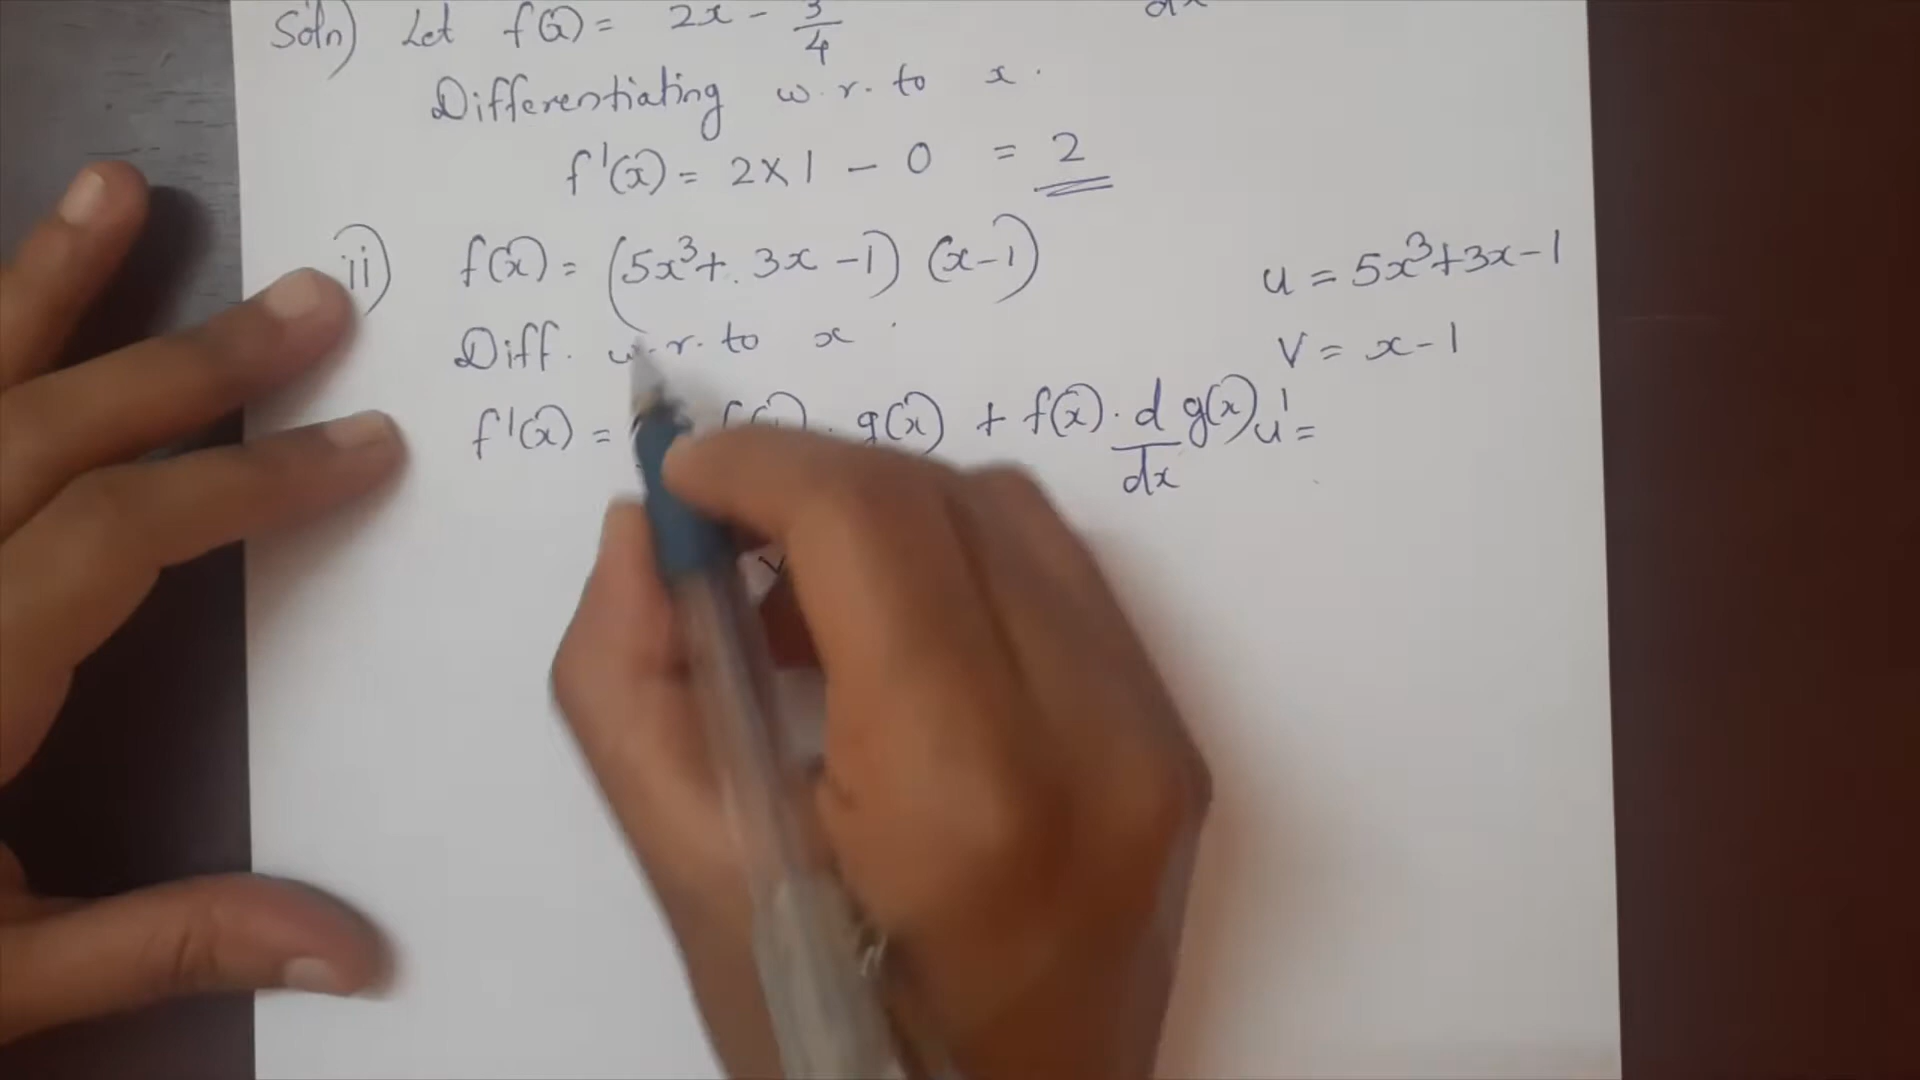 dx
Soln) Let f(x) = 2x - 3/4
Differentiating w.r. to x.
f'(x) = 2×1 - 0 = 2
ii) f(x) = (5x³ + 3x - 1) (x-1)
u = 5x³+3x-1
Diff. w.r. to x.
v = x-1
f'(x) = f(x) . g(x) + f(x) . d/dx g(x)
u' =
v